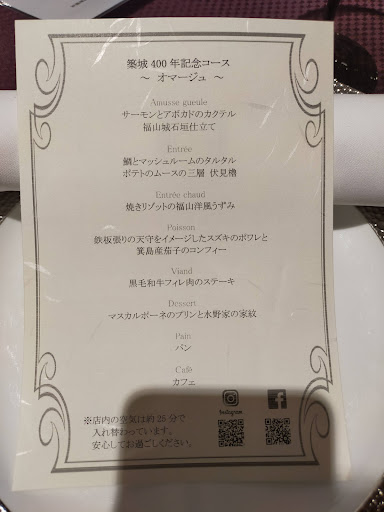 築城 400 年記念コース
～ オマージュ ～
Amusse gueule
サーモンとアボカドのカクテル
福山城石垣仕立て
Entrée
鯛とマッシュルームのタルタル
ポテトのムースの三層 伏見櫓
Entrée chaud
焼きリゾットの福山洋風うずみ
Poisson
鉄板張りの天守をイメージしたスズキのポワレと
箕島産茄子のコンフィー
Viand
黒毛和牛フィレ肉のステーキ
Dessert
マスカルポーネのプリンと水野家の家紋
Pain
パン
Café
カフェ
Instagram
※店内の空気は約25分で
入れ替わっています。
安心してお過ごしください。